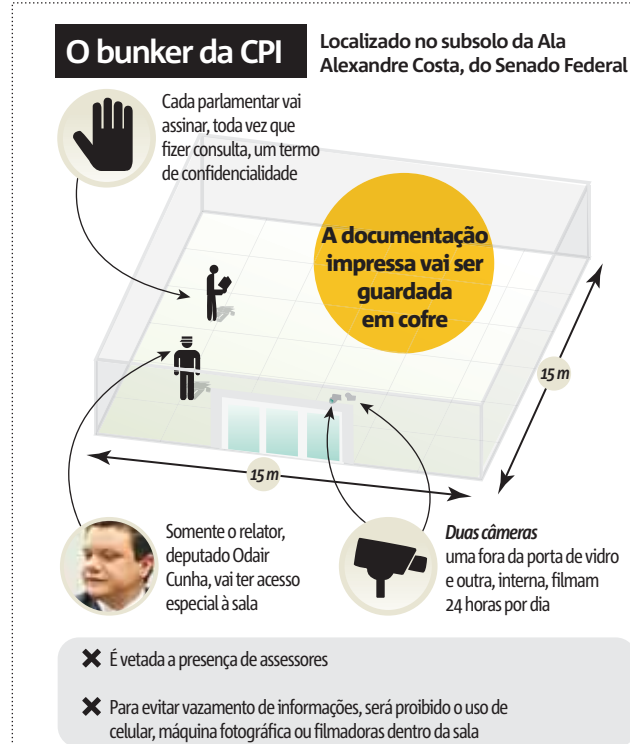 O bunker da CPI
Localizado no subsolo da Ala
Alexandre Costa, do Senado Federal
Cada parlamentar vai
assinar, toda vez que
fizer consulta, um termo
de confidencialidade
A documentação
impressa vai ser
guardada
em cofre
15 m
15 m
Somente o relator,
deputado Odair
Cunha, vai ter acesso
especial à sala
Duas câmeras
uma fora da porta de vidro
e outra, interna, filmam
24 horas por dia
É vetada a presença de assessores
Para evitar vazamento de informações, será proibido o uso de
celular, máquina fotográfica ou filmadoras dentro da sala